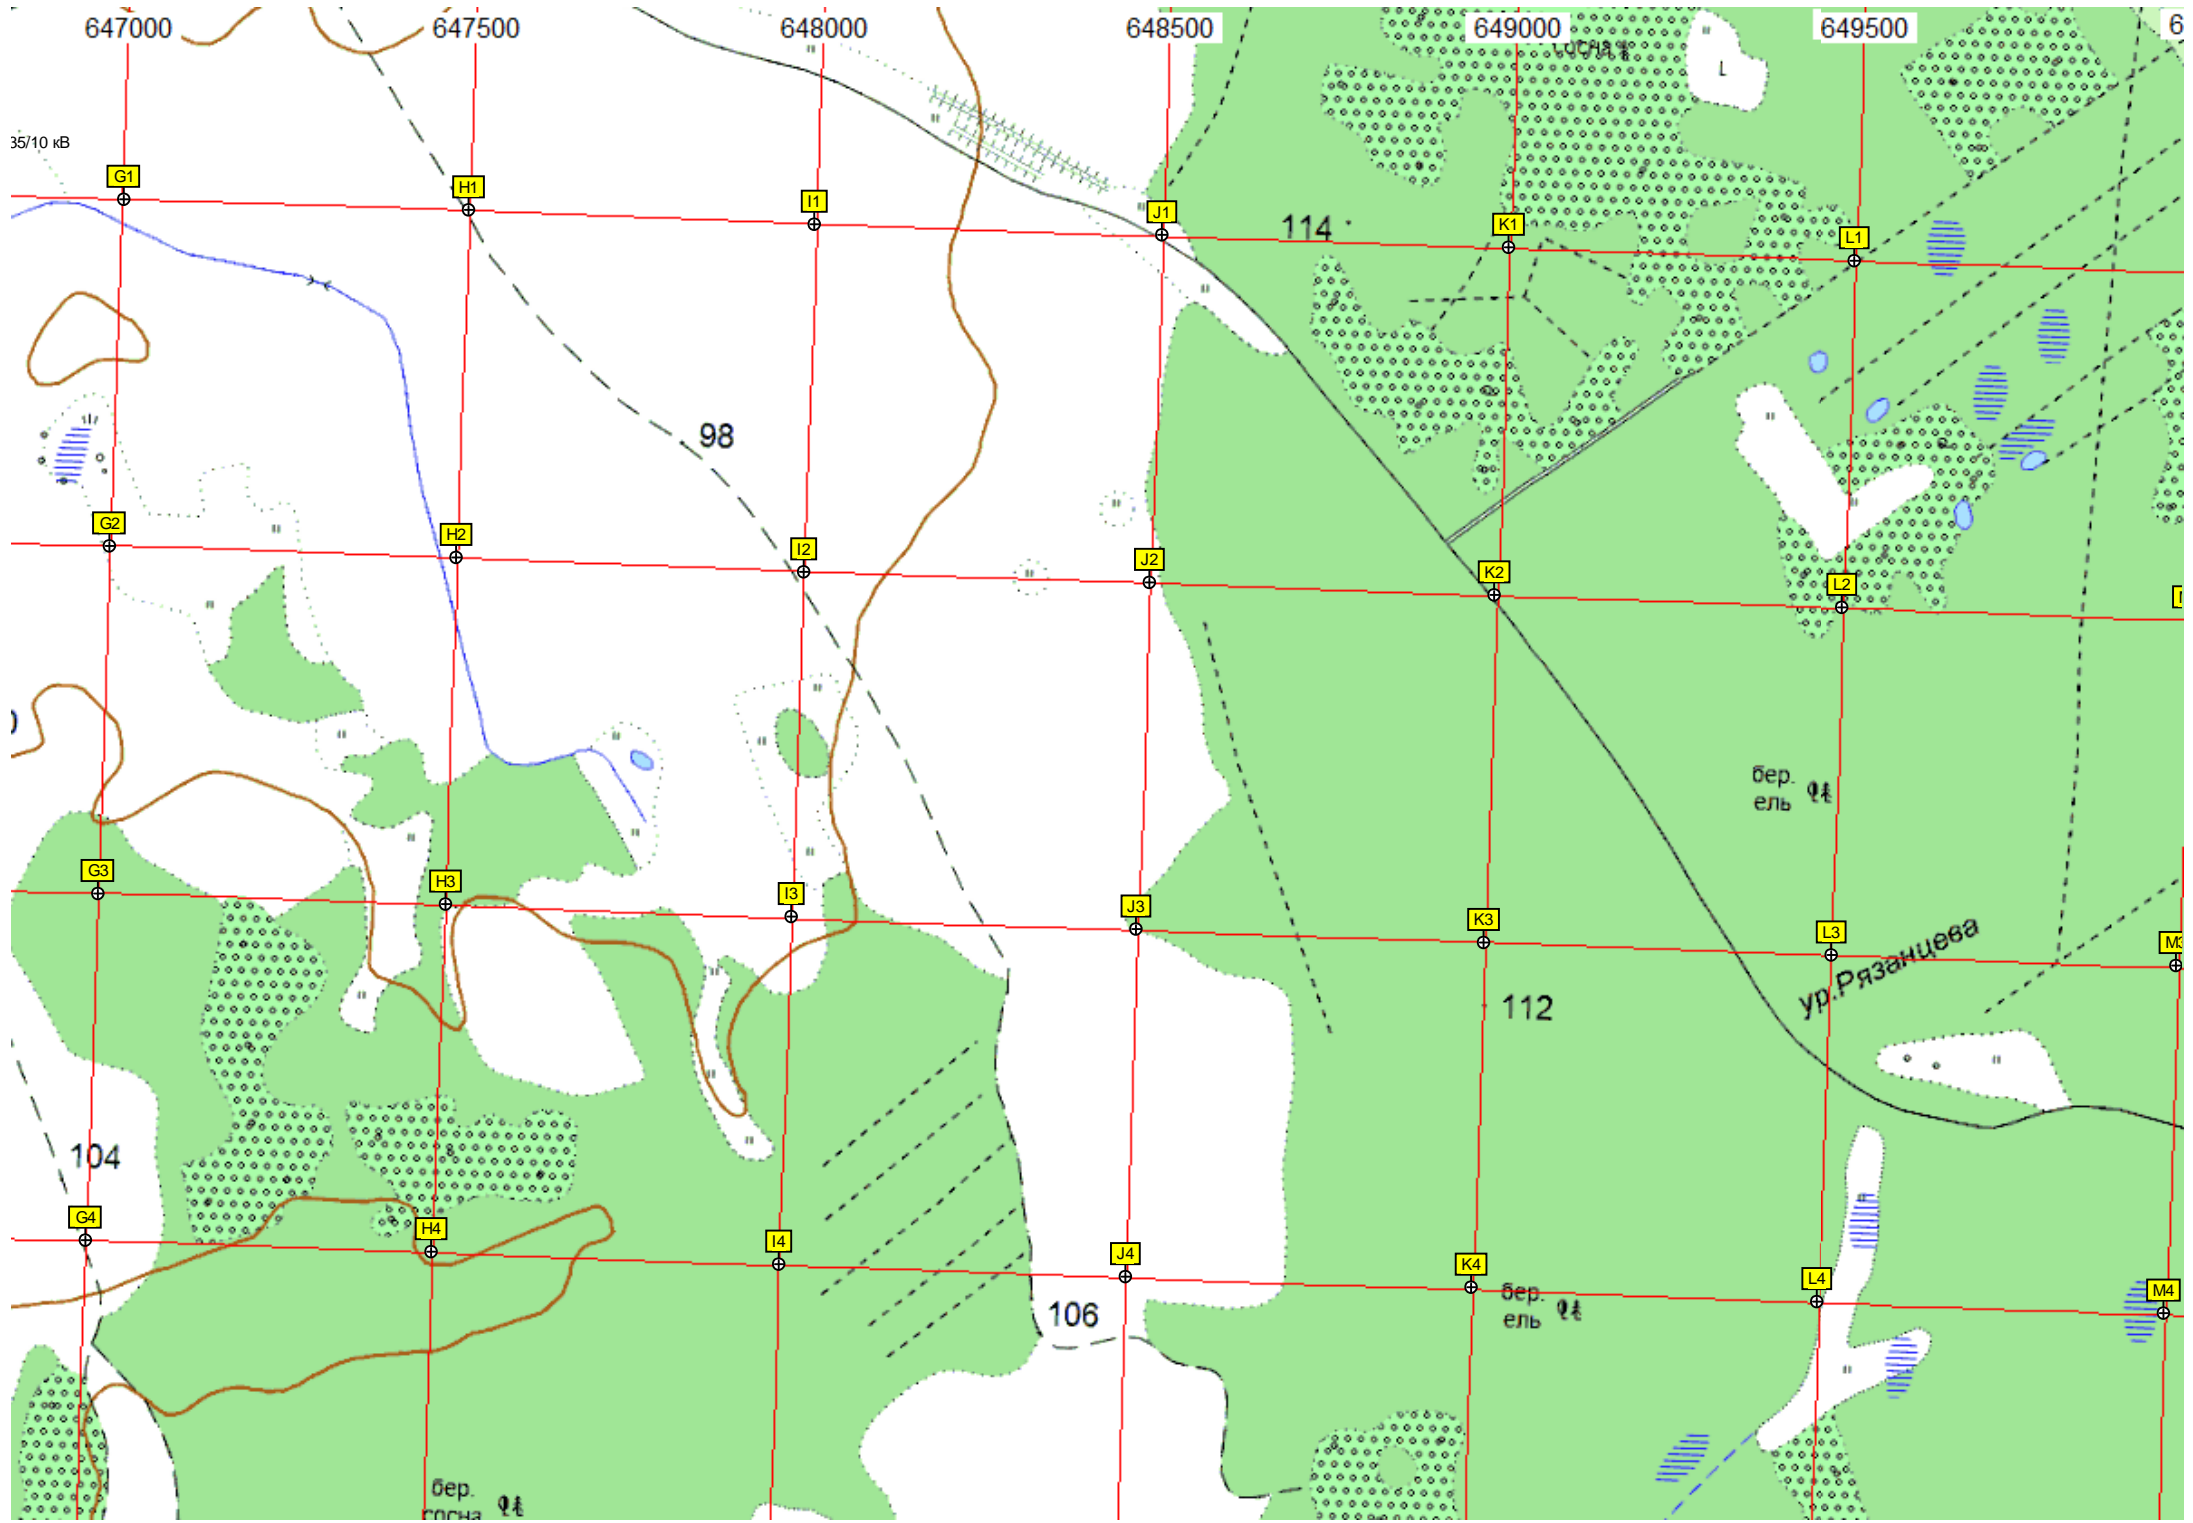 647000 647500 648000 648500 649000 649500
сосна
35/10 кВ
G1 H1 I1 J1 K1 L1
114
98
G2 H2 I2 J2 K2 L2
бер.
ель
G3 H3 I3 J3 K3 L3 M3
ур.Рязанцева
112
104
G4 H4 I4 J4 K4 L4 M4
106
бер.
ель
бер.
сосна